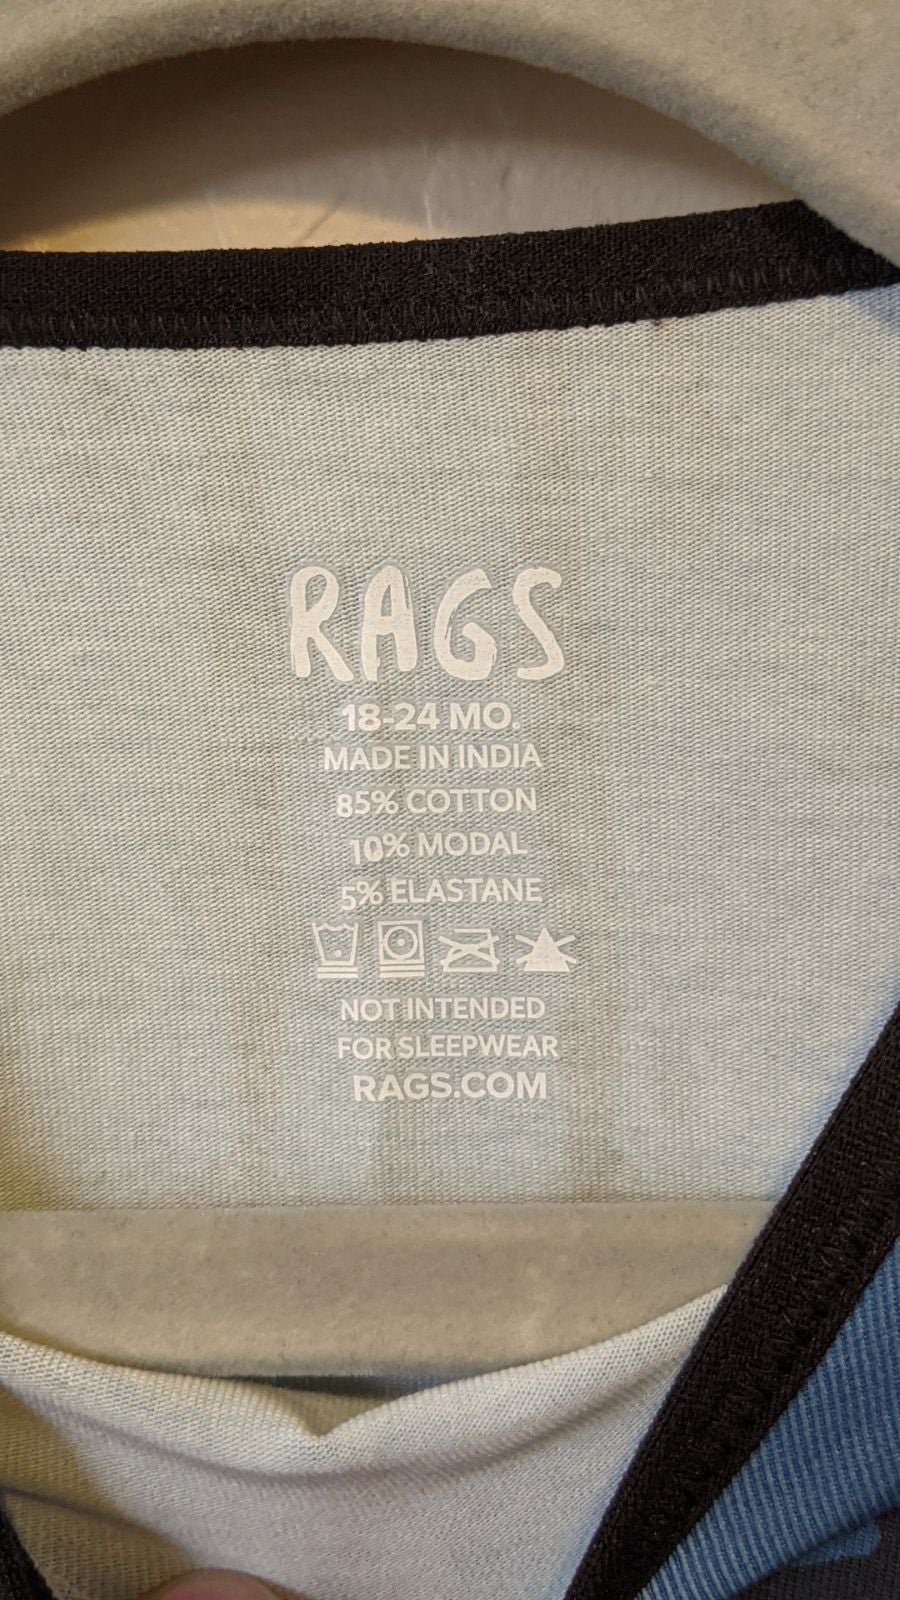 RAGS
18-24 MO.
MADE IN INDIA
85% COTTON
10% MODAL
5% ELASTANE
NOT INTENDED
FOR SLEEPWEAR
RAGS.COM